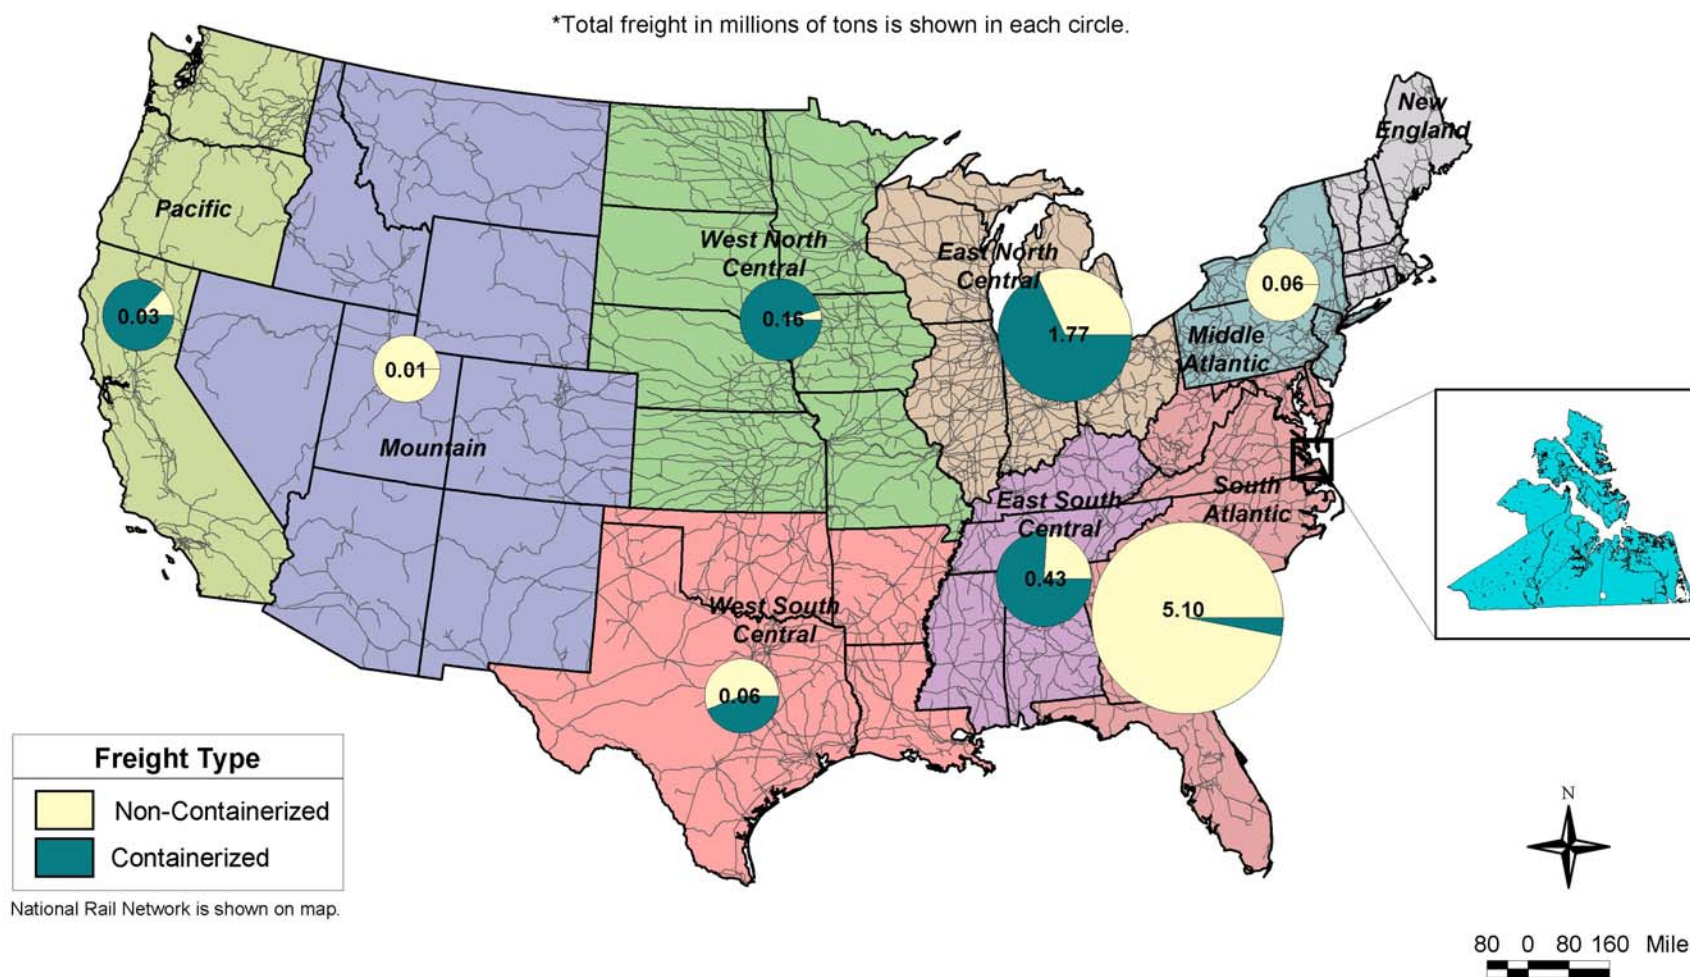 *Total freight in millions of tons is shown in each circle.
New
England
Pacific
West North
Central
East North
Central
0.06
0.03
0.16
1.77
Middle
Atlantic
0.01
Mountain
South
Atlantic
East South
Central
0.43
5.10
West South
Central
0.06
Freight Type
Non-Containerized
Containerized
National Rail Network is shown on map.
N
80 0 80 160 Mile